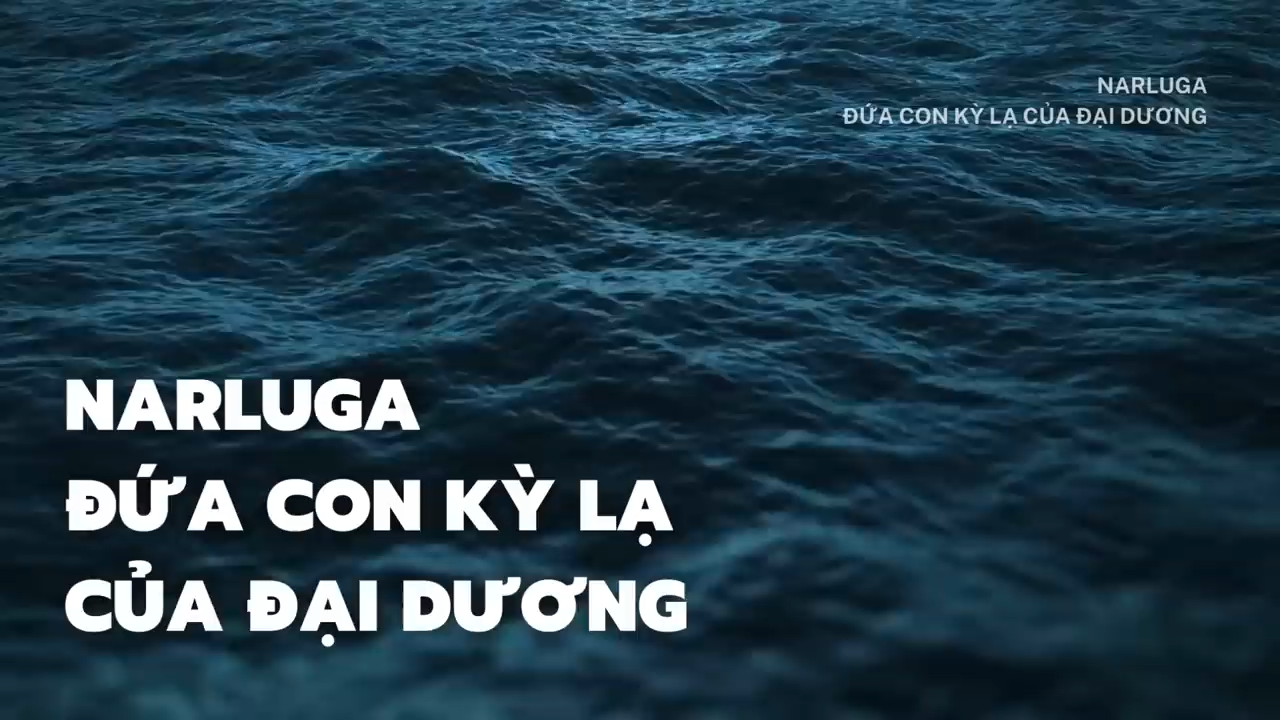 NARLUGA
ĐỨA CON KỲ LẠ CỦA ĐẠI DƯƠNG
NARLUGA
ĐỨA CON KỲ LẠ
CỦA ĐẠI DƯƠNG